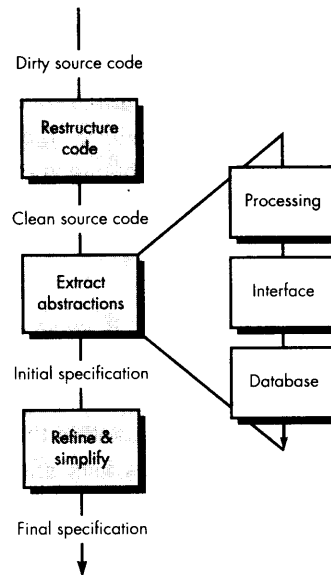 Dirty source code
Restructure
code
Clean source code
Extract
abstractions
Initial specification
Refine &
simplify
Final specification
Processing
Interface
Database